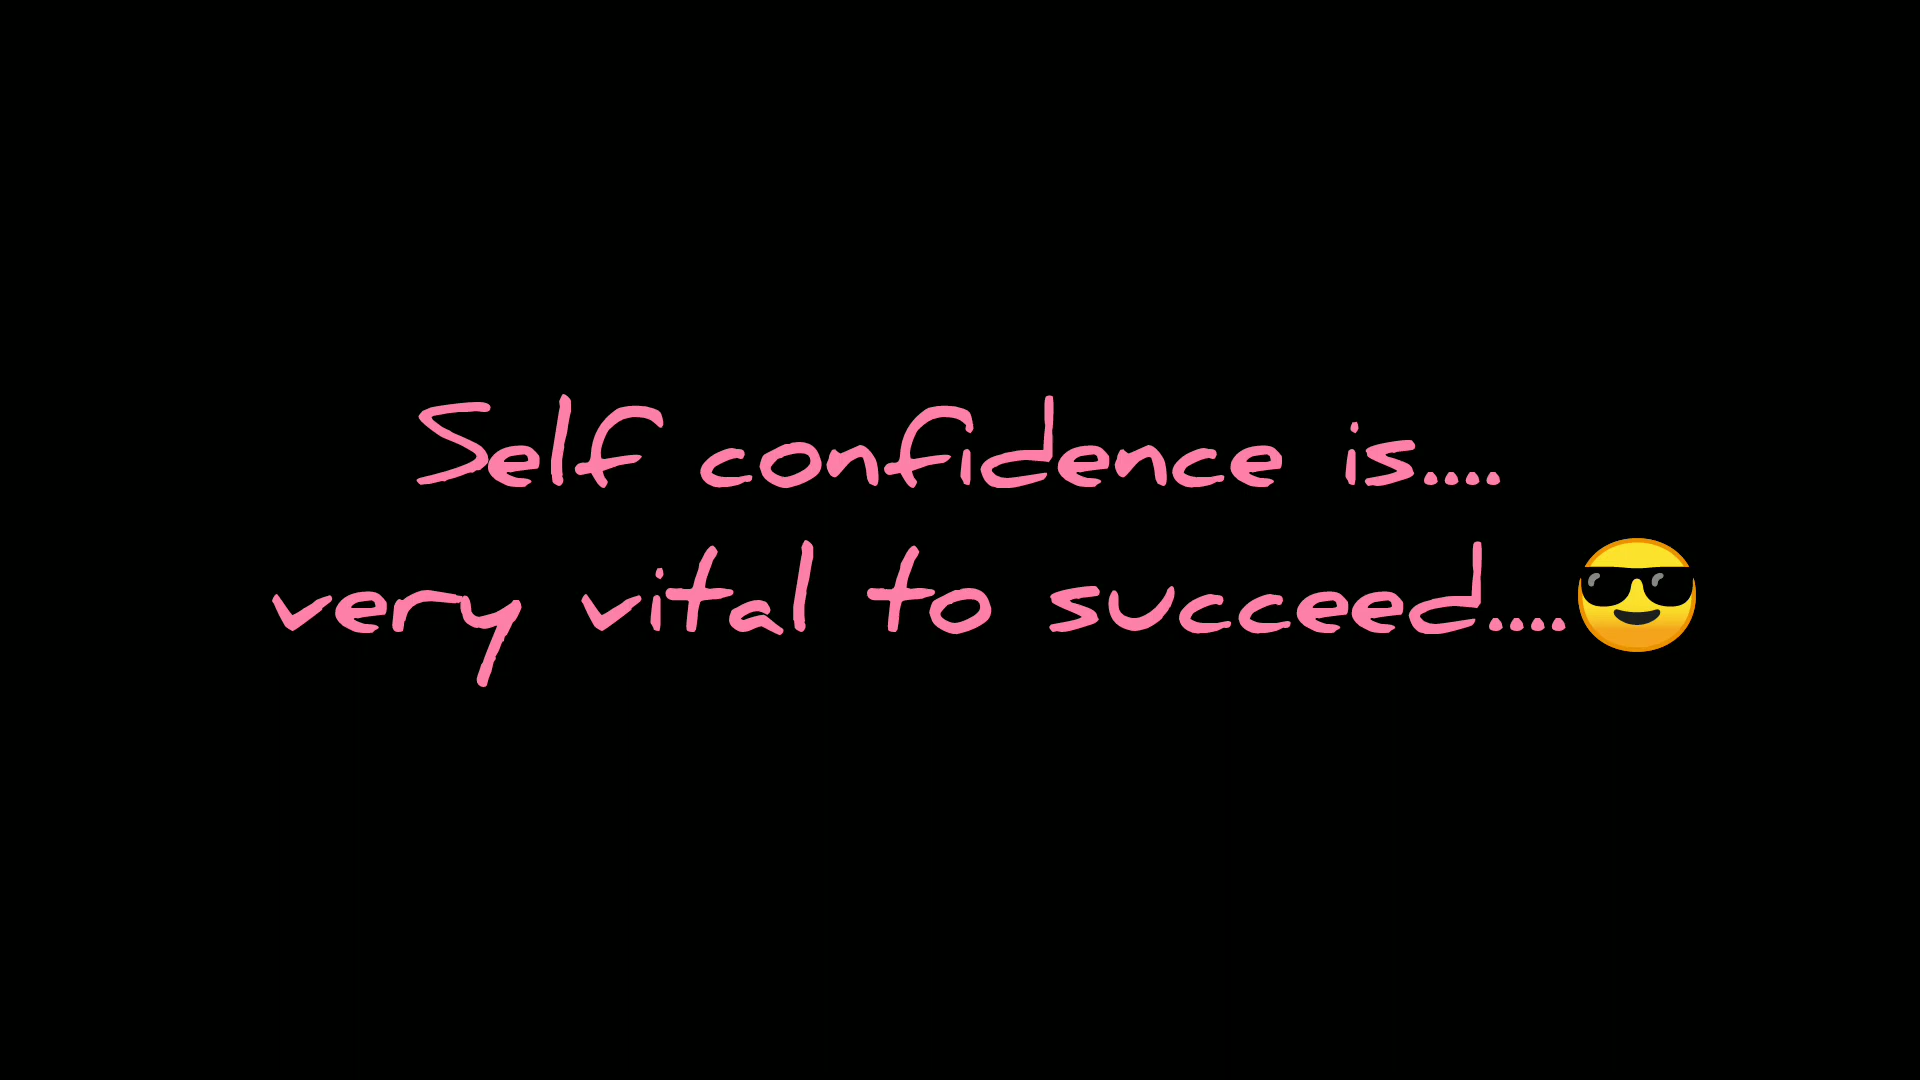 Self confidence is....
very vital to succeed....😎